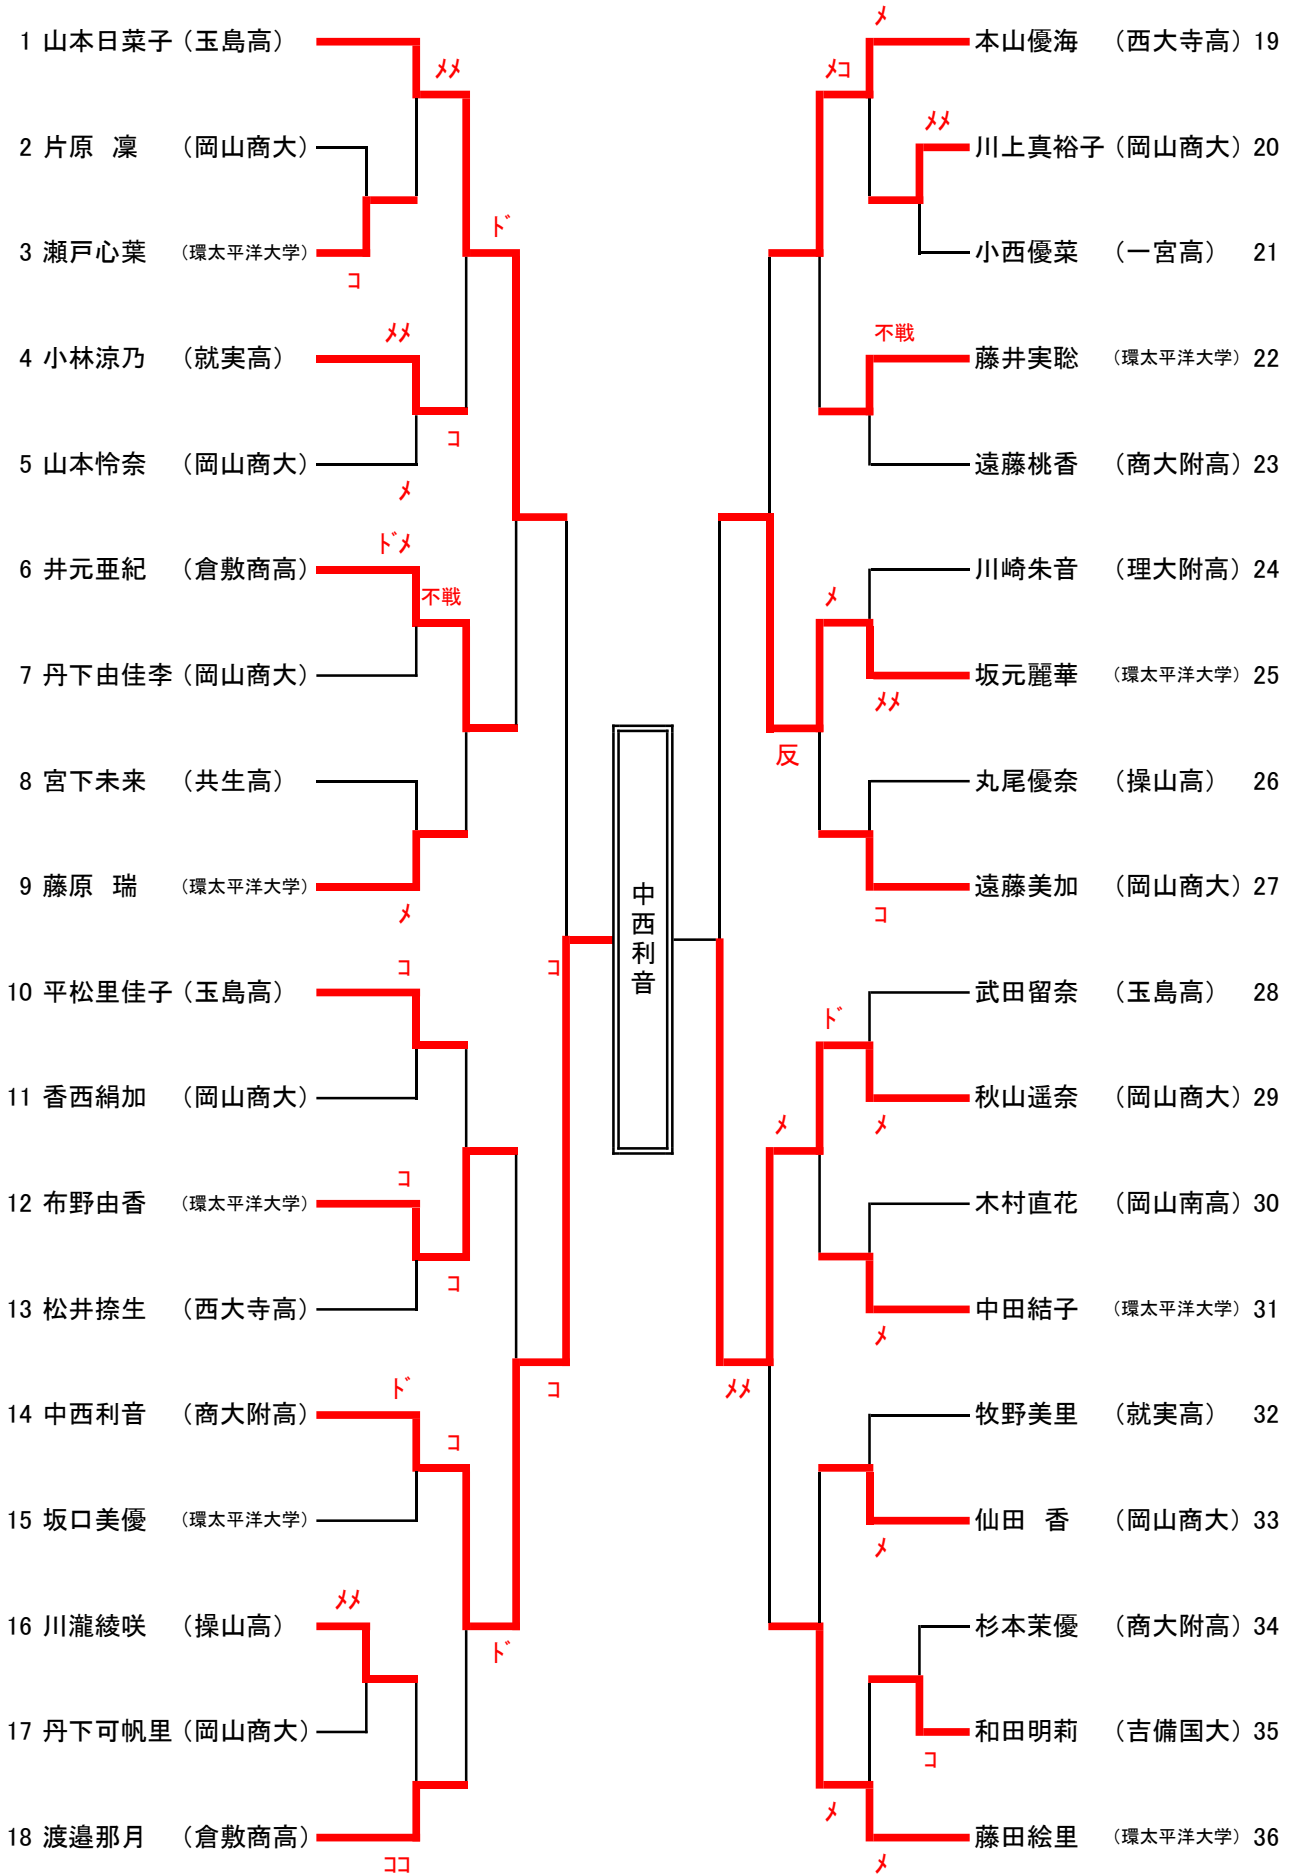 1 山本日菜子 (玉島高)
ﾒﾒ
2 片原 凜 (岡山商大)
3 瀬戸心葉 (環太平洋大学)
コ
ﾄﾞ
ﾒﾒ
4 小林涼乃 (就実高)
コ
5 山本怜奈 (岡山商大)
ﾒ
ﾄﾞﾒ
6 井元亜紀 (倉敷商高)
不戦
7 丹下由佳李 (岡山商大)
8 宮下未来 (共生高)
9 藤原 瑞 (環太平洋大学)
ﾒ
コ
10 平松里佳子 (玉島高)
11 香西絹加 (岡山商大)
コ
12 布野由香 (環太平洋大学)
コ
13 松井捺生 (西大寺高)
コ
ﾄﾞ
14 中西利音 (商大附高)
コ
15 坂口美優 (環太平洋大学)
ﾒﾒ
16 川瀧綾咲 (操山高)
ﾄﾞ
17 丹下可帆里 (岡山商大)
18 渡邉那月 (倉敷商高)
ココ
コ
中西利音
ﾒ
本山優海 (西大寺高) 19
ﾒコ
ﾒﾒ
川上真裕子 (岡山商大) 20
小西優菜 (一宮高) 21
不戦
藤井実聡 (環太平洋大学) 22
遠藤桃香 (商大附高) 23
川崎朱音 (理大附高) 24
ﾒ
坂元麗華 (環太平洋大学) 25
ﾒﾒ
反
丸尾優奈 (操山高) 26
遠藤美加 (岡山商大) 27
コ
武田留奈 (玉島高) 28
ﾄﾞ
秋山遥奈 (岡山商大) 29
ﾒ
ﾒ
木村直花 (岡山南高) 30
中田結子 (環太平洋大学) 31
ﾒ
ﾒﾒ
牧野美里 (就実高) 32
仙田 香 (岡山商大) 33
ﾒ
杉本茉優 (商大附高) 34
和田明莉 (吉備国大) 35
コ
ﾒ
藤田絵里 (環太平洋大学) 36
ﾒ